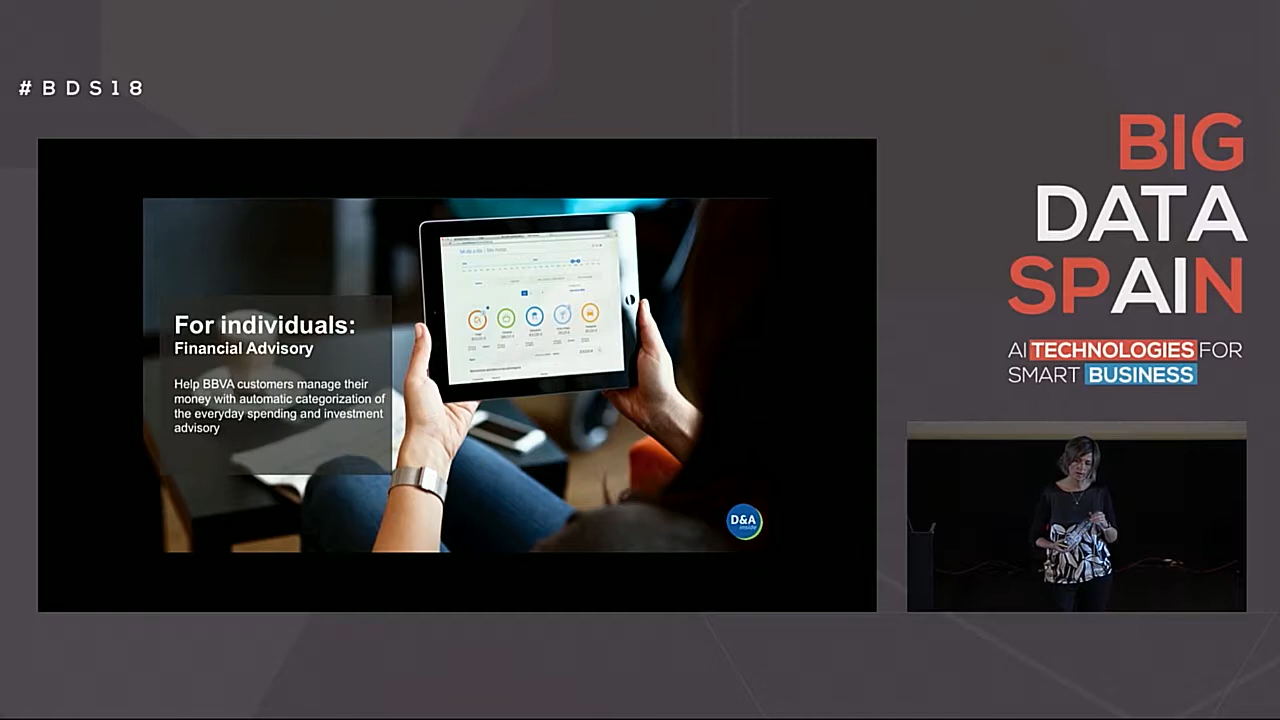 #BDS18
BIG
DATA
SPAIN
AI TECHNOLOGIES FOR
SMART BUSINESS
For individuals:
Financial Advisory
Help BBVA customers manage their
money with automatic categorization of
the everyday spending and investment
advisory
D&A
inside